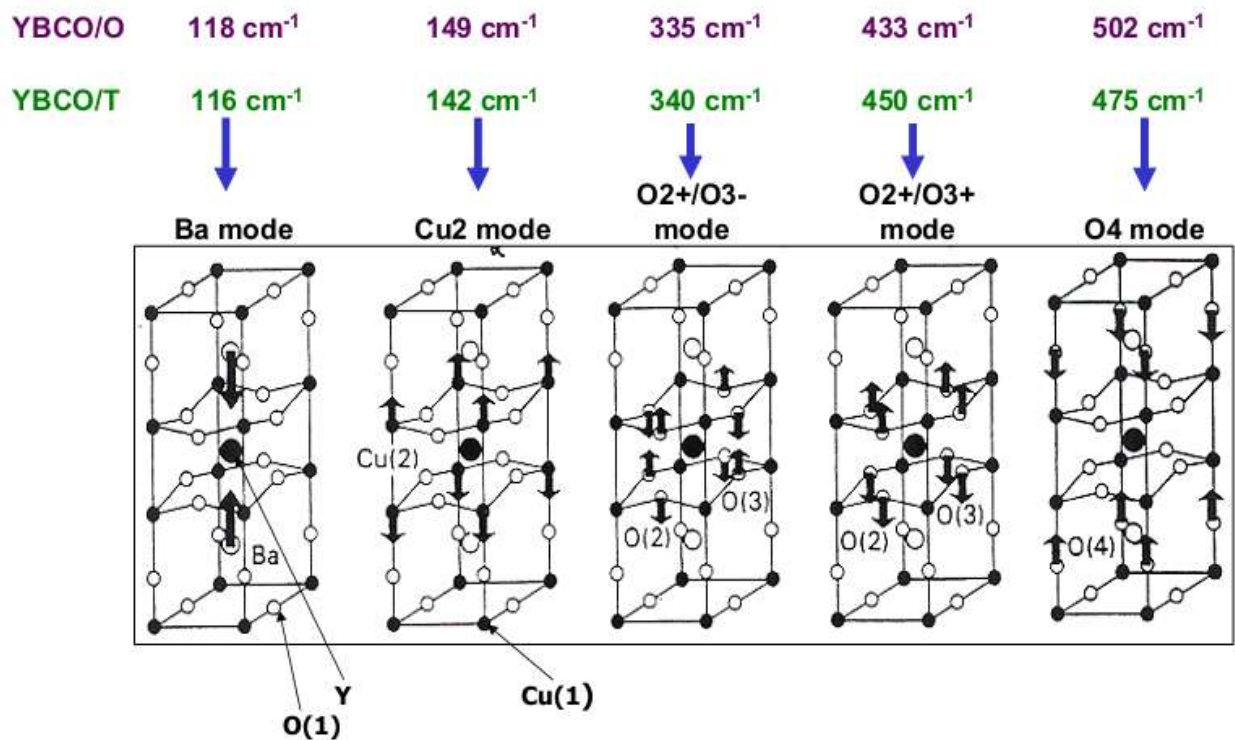 YBCO/O 118 cm⁻¹ 149 cm⁻¹ 335 cm⁻¹ 433 cm⁻¹ 502 cm⁻¹
YBCO/T 116 cm⁻¹ 142 cm⁻¹ 340 cm⁻¹ 450 cm⁻¹ 475 cm⁻¹
Ba mode
Cu2 mode
O2+/O3-
mode
O2+/O3+
mode
O4 mode
Ba
Cu(2)
O(2)
O(3)
O(2)
O(3)
O(4)
Y
O(1)
Cu(1)